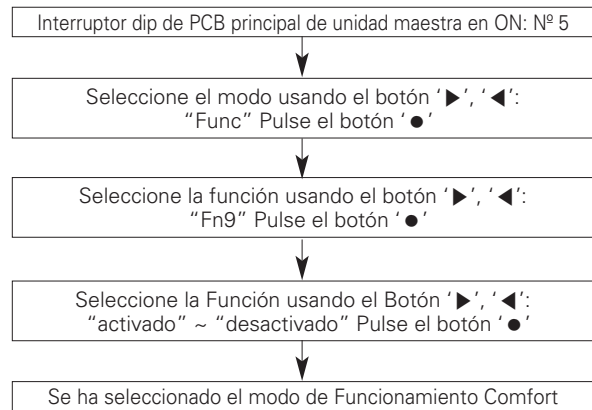 Interruptor dip de PCB principal de unidad maestra en ON: Nº 5
Seleccione el modo usando el botón ‘▶’, ‘◀’:
“Func” Pulse el botón ‘●’
Seleccione la función usando el botón ‘▶’, ‘◀’:
“Fn9” Pulse el botón ‘●’
Seleccione la Función usando el Botón ‘▶’, ‘◀’:
“activado” ~ “desactivado” Pulse el botón ‘●’
Se ha seleccionado el modo de Funcionamiento Comfort